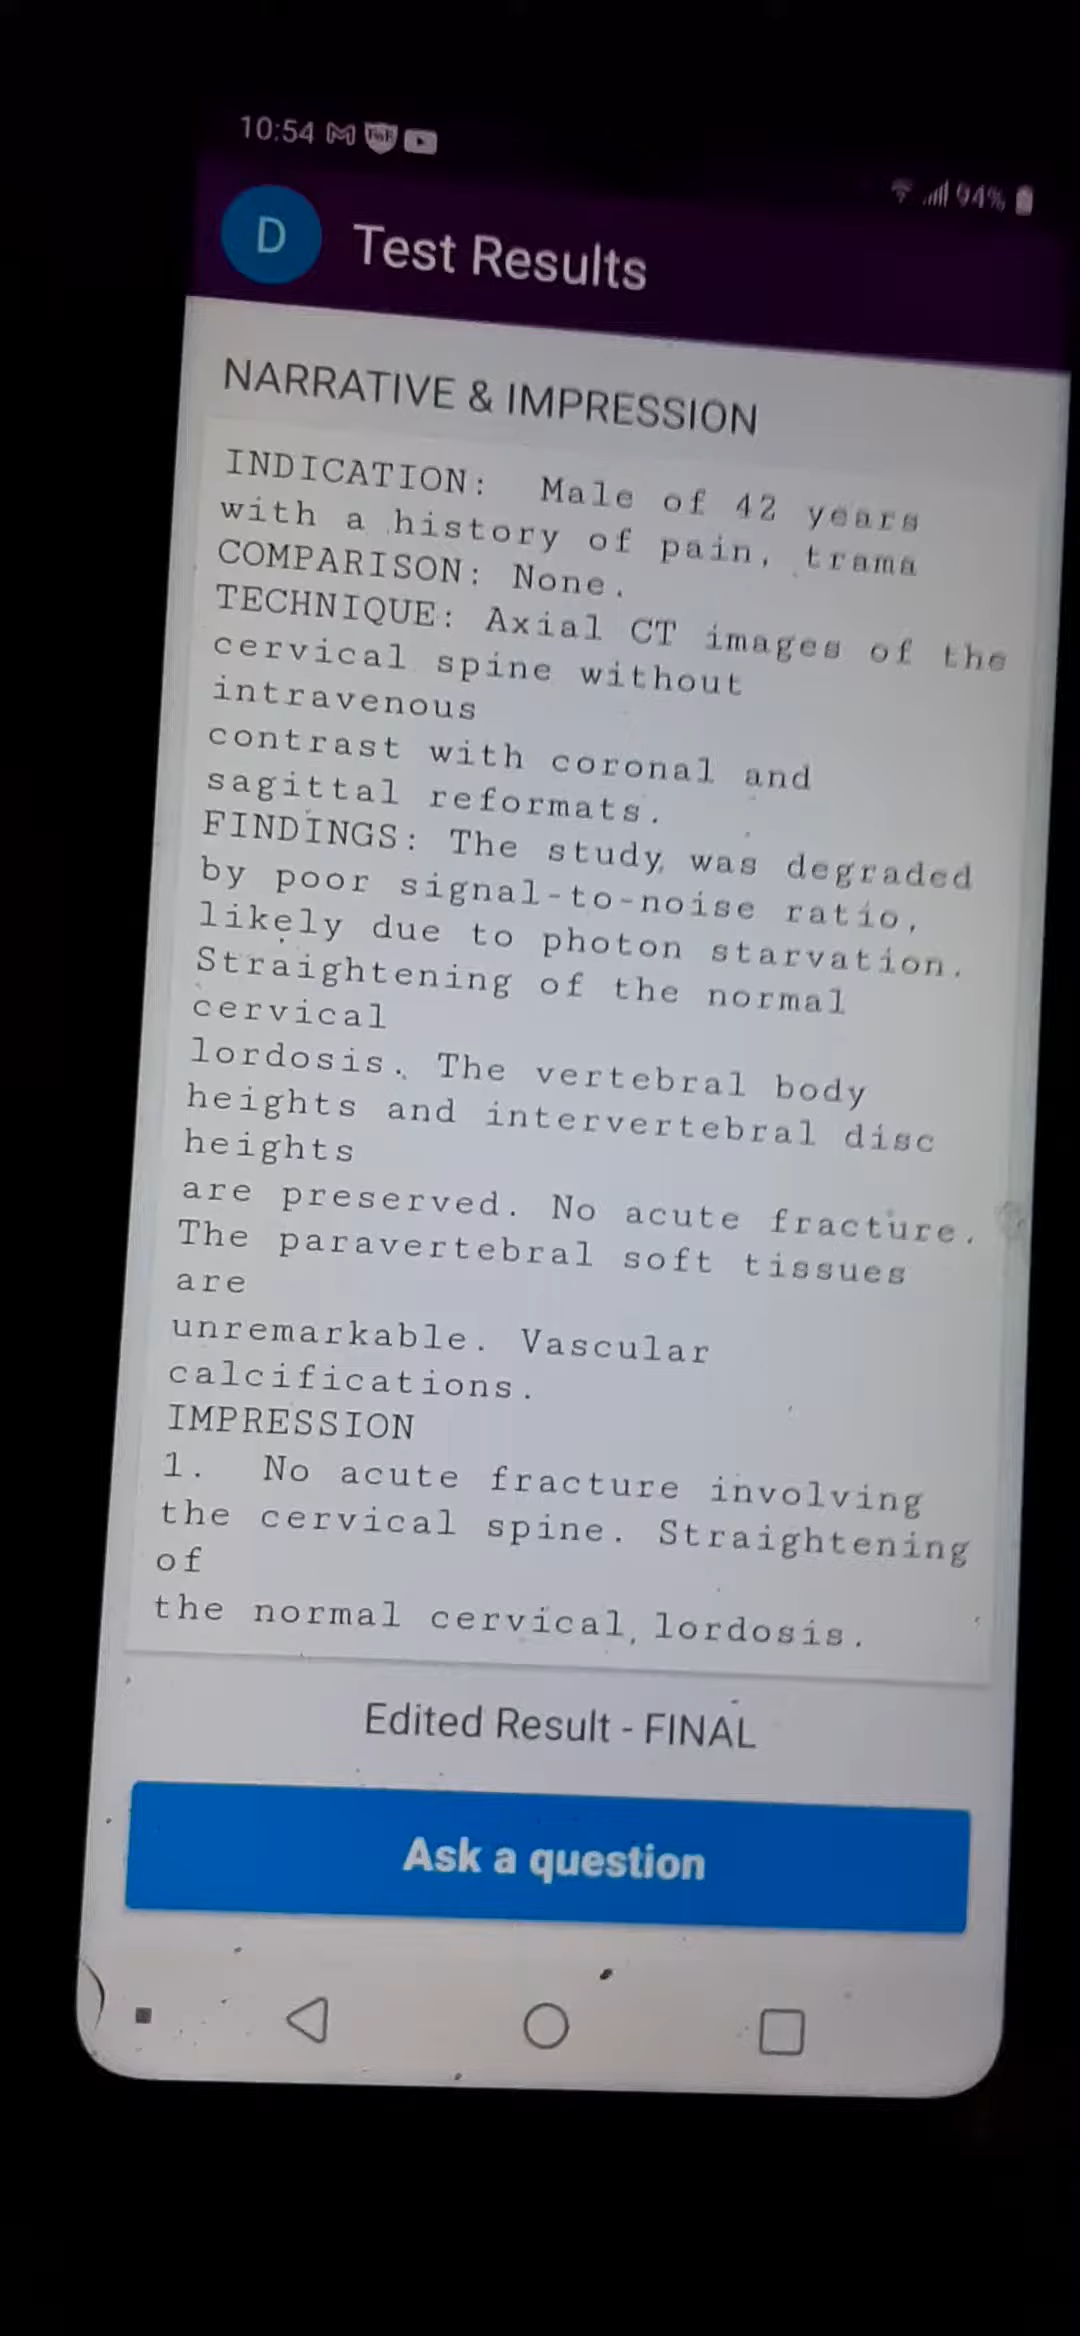 10:54
94%
D
Test Results
NARRATIVE & IMPRESSION
INDICATION: Male of 42 years
with a history of pain, trama
COMPARISON: None.
TECHNIQUE: Axial CT images of the
cervical spine without
intravenous
contrast with coronal and
sagittal reformats.
FINDINGS: The study was degraded
by poor signal-to-noise ratio,
likely due to photon starvation.
Straightening of the normal
cervical
lordosis. The vertebral body
heights and intervertebral disc
heights
are preserved. No acute fracture.
The paravertebral soft tissues
are
unremarkable. Vascular
calcifications.
IMPRESSION
1. No acute fracture involving
the cervical spine. Straightening
of
the normal cervical lordosis.
Edited Result - FINAL
Ask a question